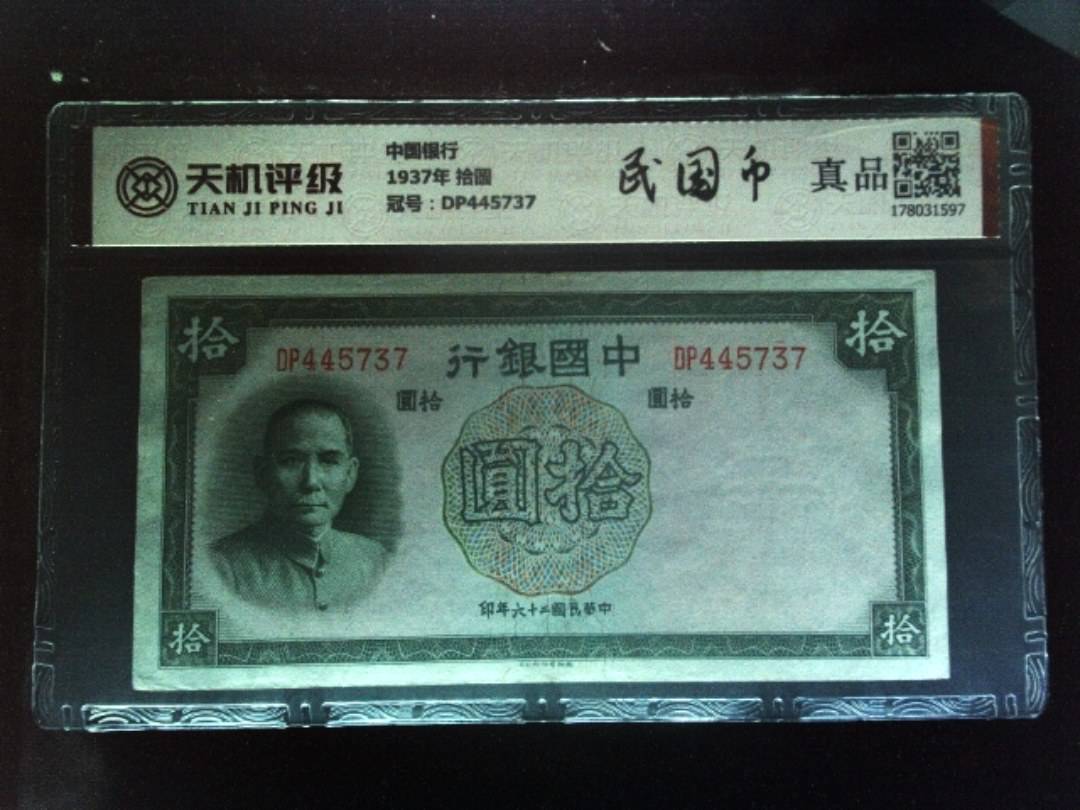 天机评级
TIAN JI PING JI
中国银行
1937年 拾圆
冠号：DP445737
民国币
真品
178031597
拾
拾
DP445737
行銀國中
DP445737
圓拾
圓拾
圓拾
印年六十二國民華中
拾
拾